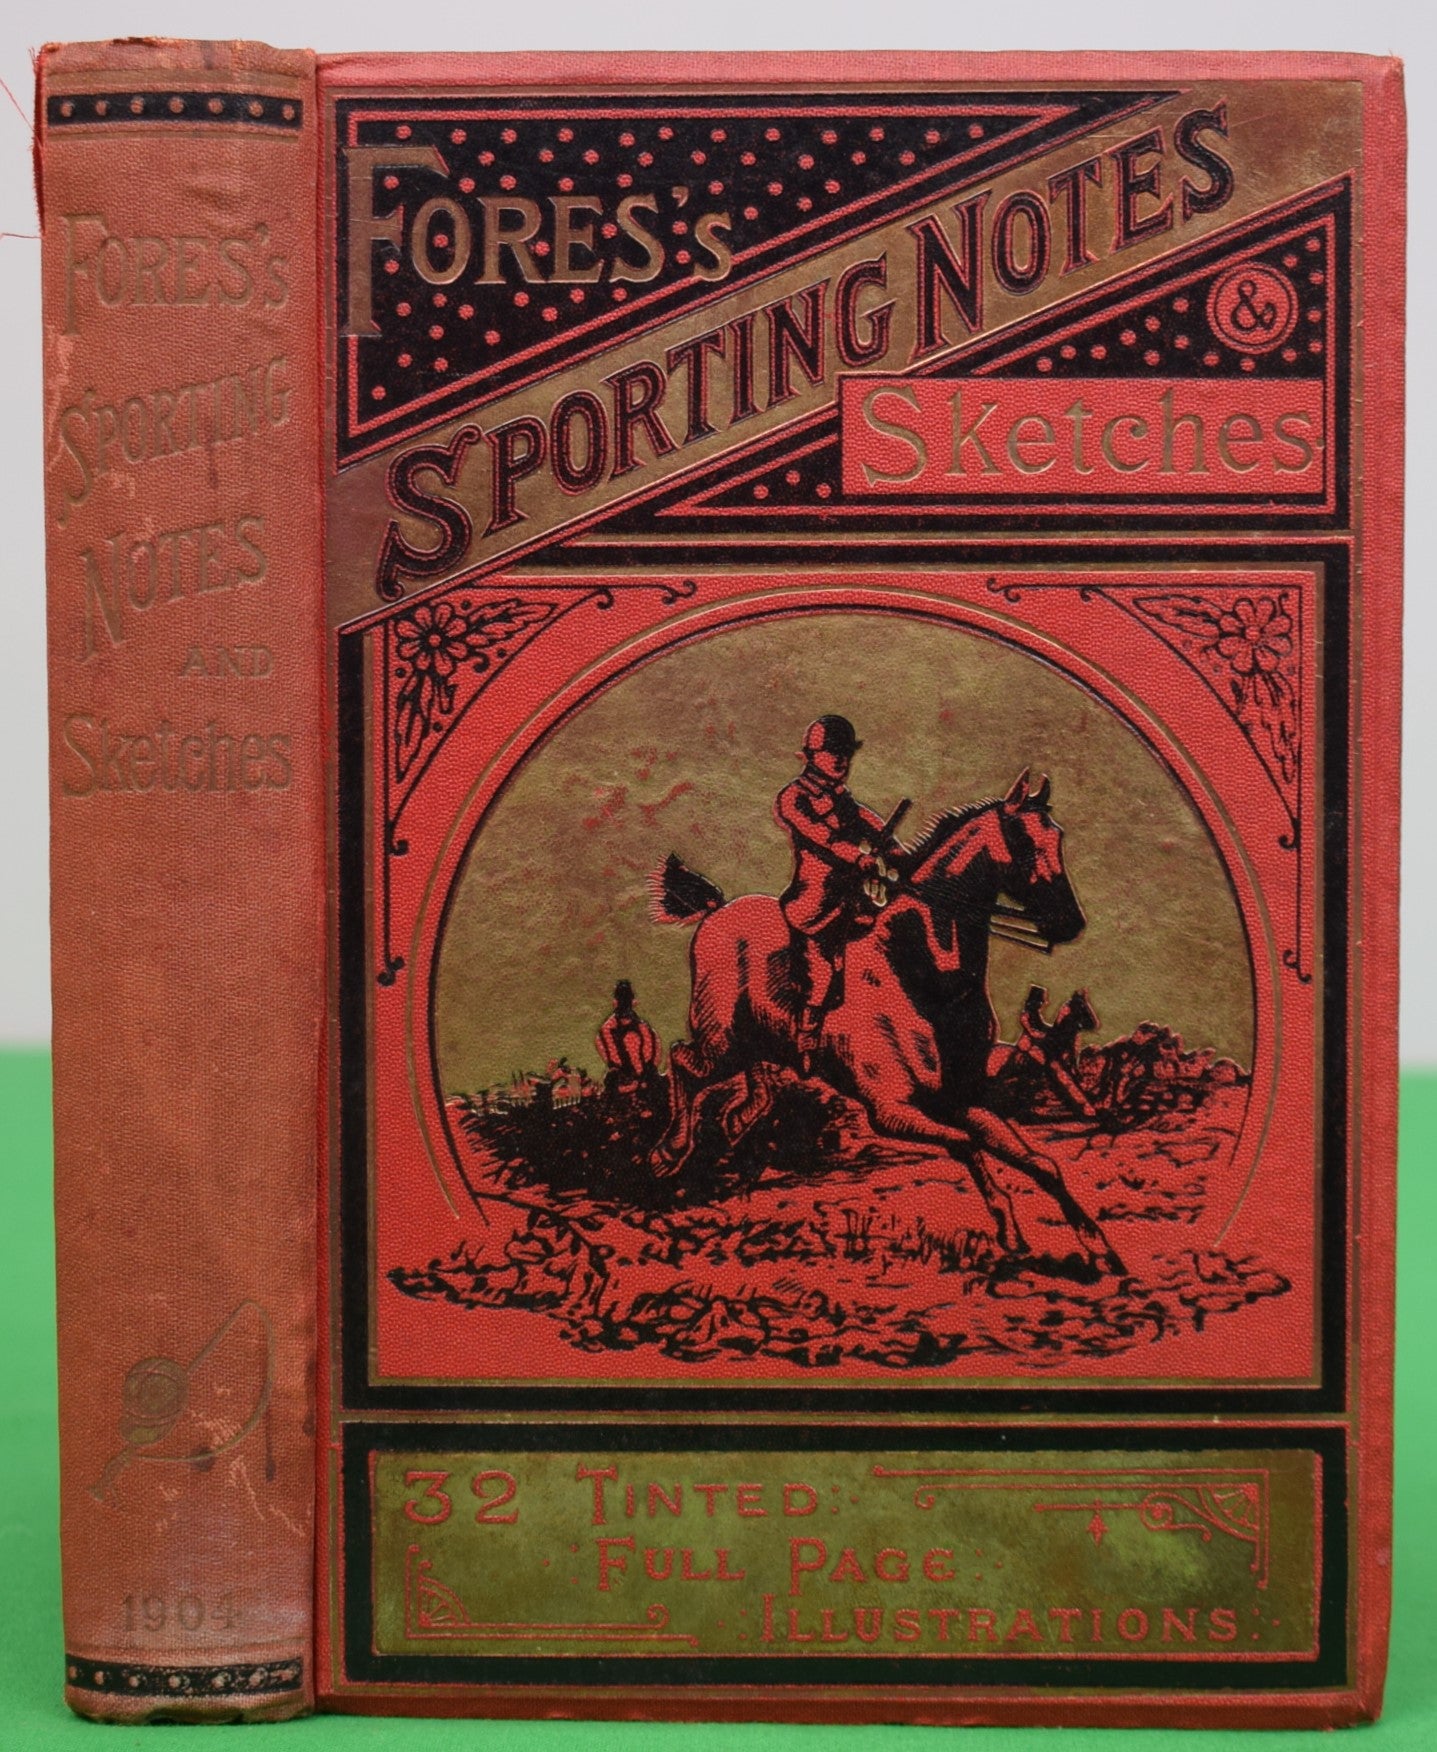 FORES'S
SPORTING
NOTES
AND
Sketches
1904
FORES'S
SPORTING NOTES
&
Sketches
32 TINTED
FULL PAGE
ILLUSTRATIONS